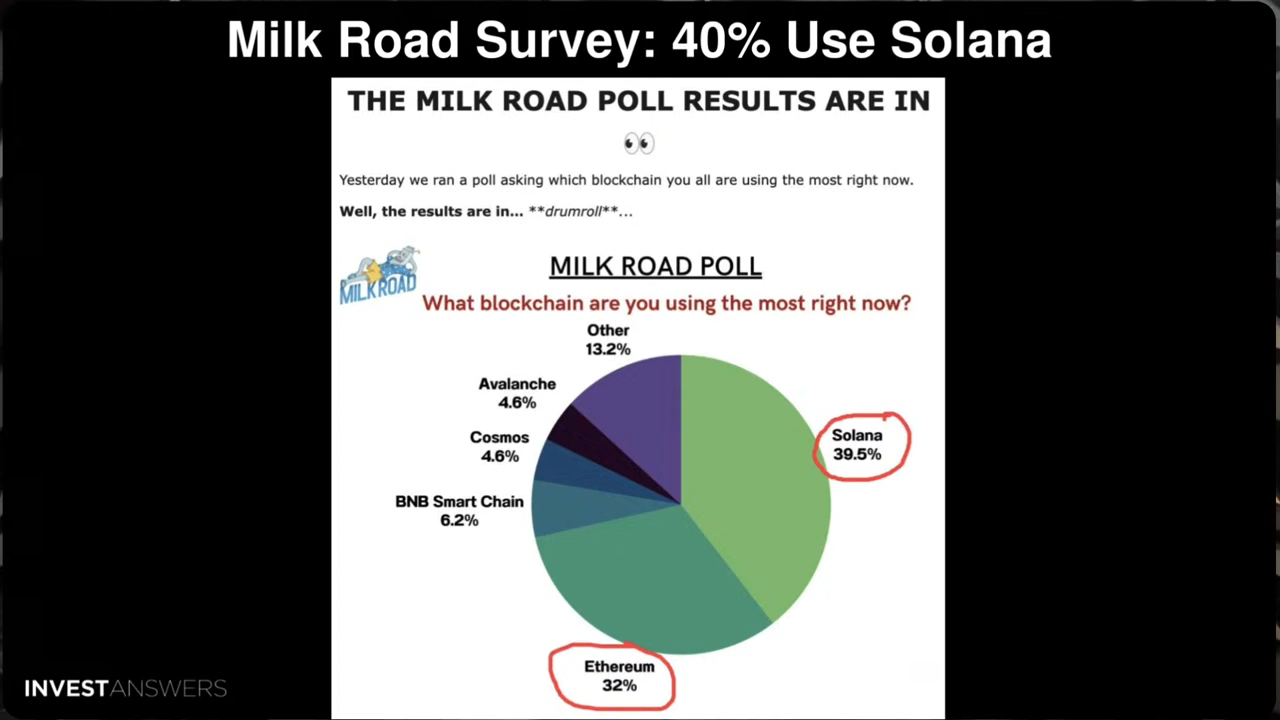 Milk Road Survey: 40% Use Solana
THE MILK ROAD POLL RESULTS ARE IN
Yesterday we ran a poll asking which blockchain you all are using the most right now.
Well, the results are in... **drumroll**...
MILK ROAD
MILK ROAD POLL
What blockchain are you using the most right now?
Other
13.2%
Avalanche
4.6%
Cosmos
4.6%
BNB Smart Chain
6.2%
Solana
39.5%
Ethereum
32%
INVESTANSWERS